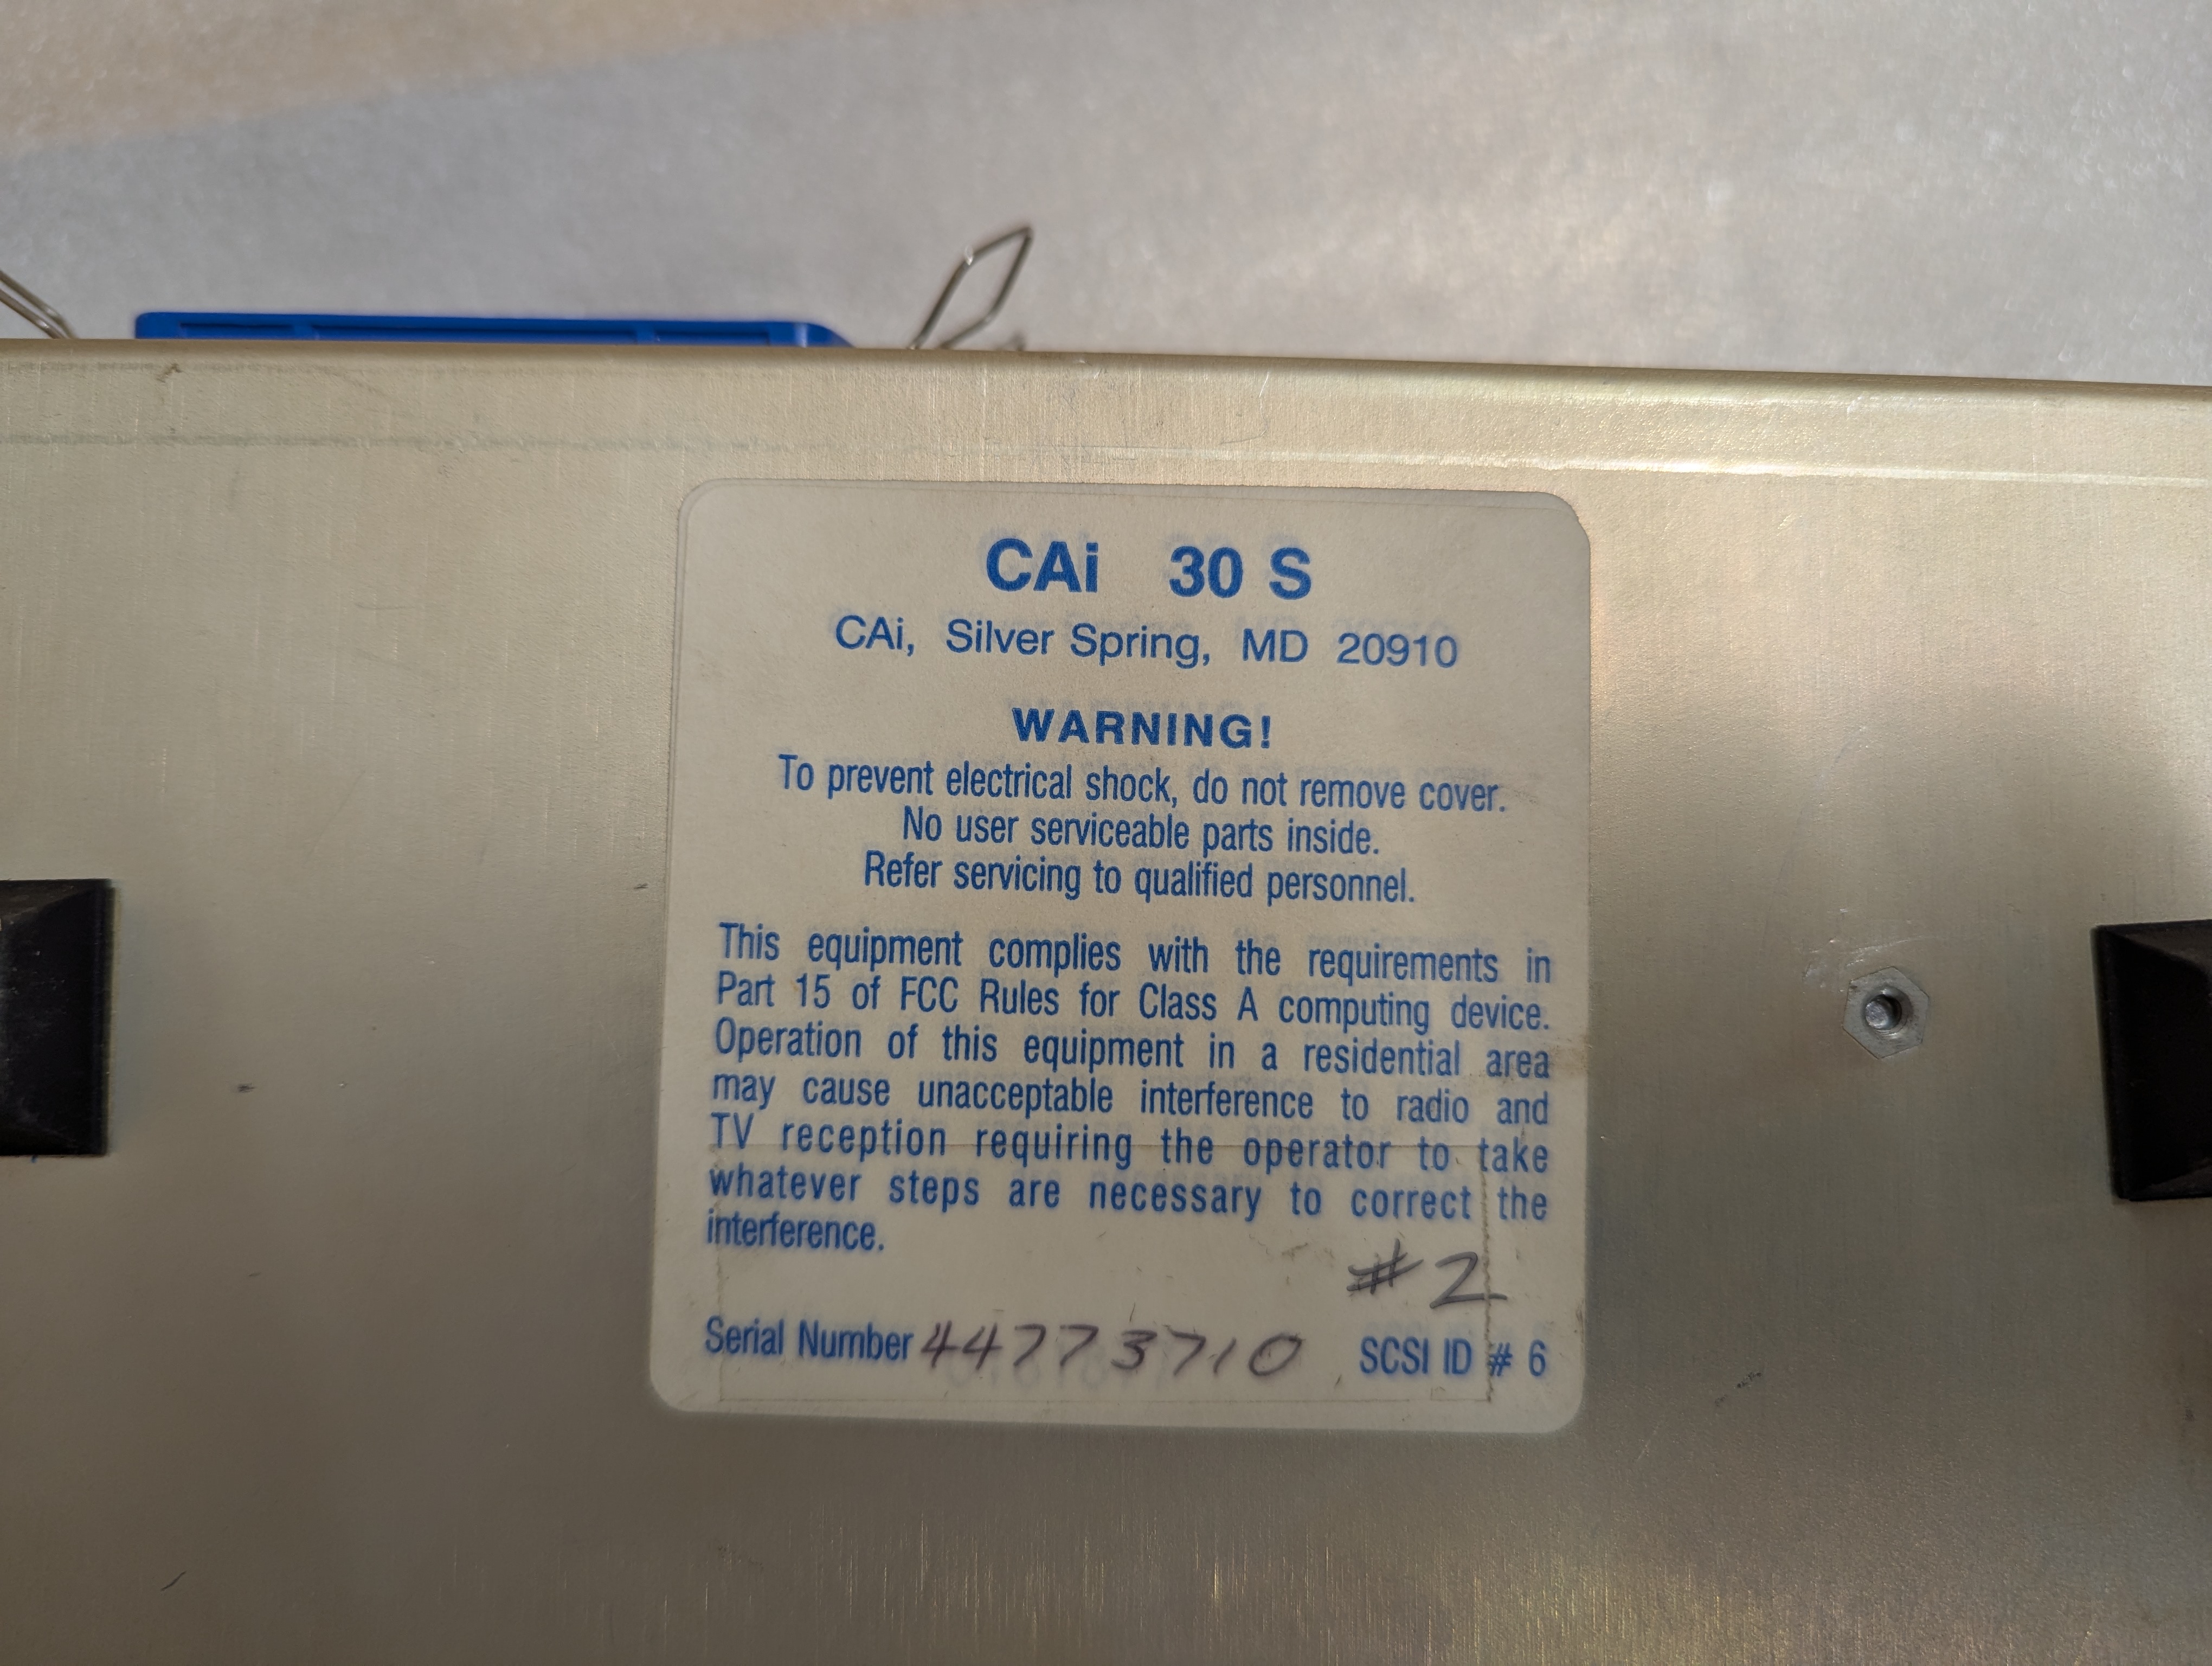 CAi 30 S
CAi, Silver Spring, MD 20910
WARNING!
To prevent electrical shock, do not remove cover.
No user serviceable parts inside.
Refer servicing to qualified personnel.
This equipment complies with the requirements in
Part 15 of FCC Rules for Class A computing device.
Operation of this equipment in a residential area
may cause unacceptable interference to radio and
TV reception requiring the operator to take
whatever steps are necessary to correct the
interference.
#2
Serial Number 44773710 SCSI ID # 6